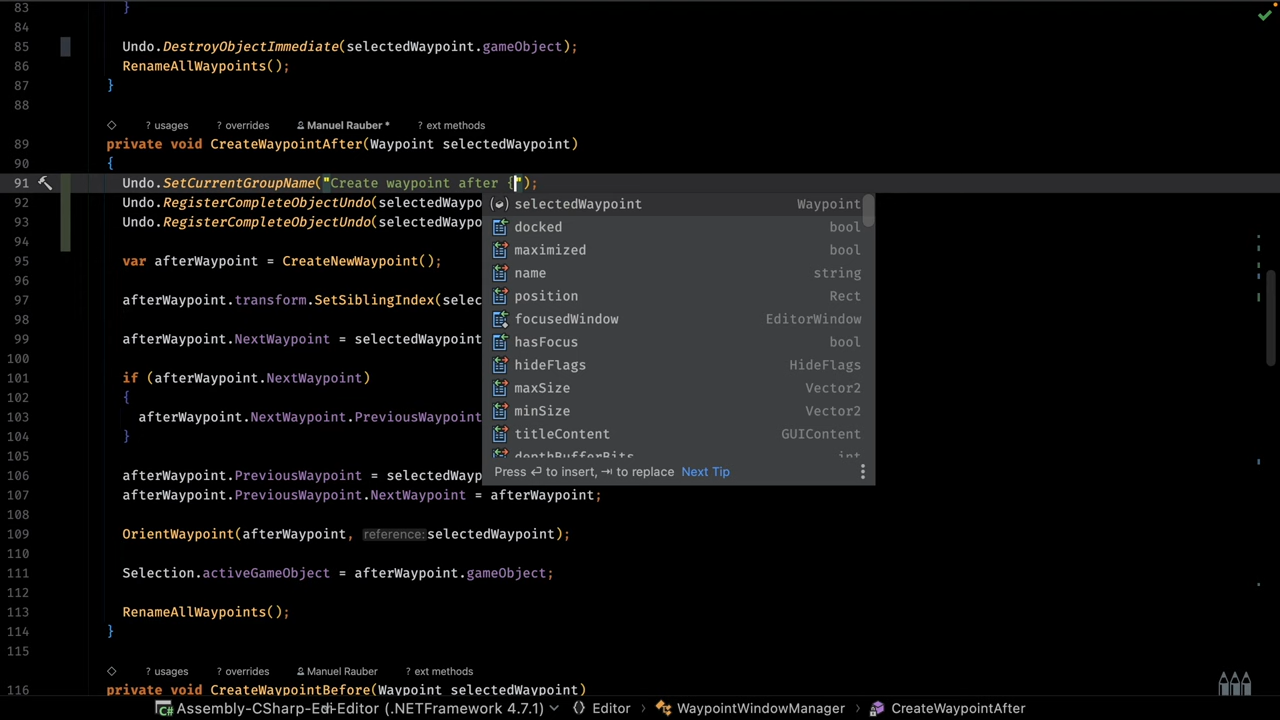 83 }
84
85 Undo.DestroyObjectImmediate(selectedWaypoint.gameObject);
86 RenameAllWaypoints();
87 }
88
? usages ? overrides Manuel Rauber * ? ext methods
89 private void CreateWaypointAfter(Waypoint selectedWaypoint)
90 {
91 Undo.SetCurrentGroupName("Create waypoint after {");
92 Undo.RegisterCompleteObjectUndo(selectedWaypo
93 Undo.RegisterCompleteObjectUndo(selectedWaypo
94
95 var afterWaypoint = CreateNewWaypoint();
96
97 afterWaypoint.transform.SetSiblingIndex(selec
98
99 afterWaypoint.NextWaypoint = selectedWaypoint
100
101 if (afterWaypoint.NextWaypoint)
102 {
103 afterWaypoint.NextWaypoint.PreviousWaypoint
104 }
105
106 afterWaypoint.PreviousWaypoint = selectedWayp
107 afterWaypoint.PreviousWaypoint.NextWaypoint = afterWaypoint;
108
109 OrientWaypoint(afterWaypoint, reference: selectedWaypoint);
110
111 Selection.activeGameObject = afterWaypoint.gameObject;
112
113 RenameAllWaypoints();
114 }
115
? usages ? overrides Manuel Rauber ? ext methods
116 private void CreateWaypointBefore(Waypoint selectedWaypoint)
selectedWaypoint Waypoint
docked bool
maximized bool
name string
position Rect
focusedWindow EditorWindow
hasFocus bool
hideFlags HideFlags
maxSize Vector2
minSize Vector2
titleContent GUIContent
depthBufferBits int
Press ↩ to insert, ⇥ to replace Next Tip
C# Assembly-CSharp-Edi-Editor (.NETFramework 4.7.1) {} Editor › WaypointWindowManager › CreateWaypointAfter